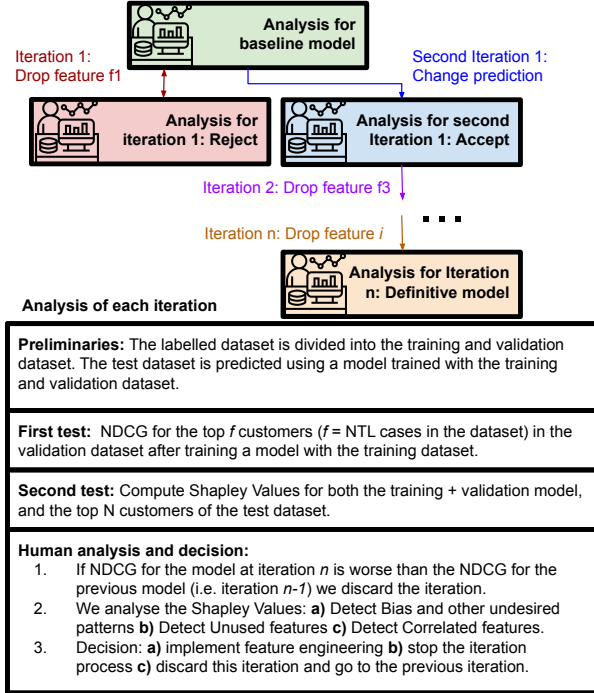 Analysis for
baseline model
Iteration 1:
Drop feature f1
Second Iteration 1:
Change prediction
Analysis for
iteration 1: Reject
Analysis for second
Iteration 1: Accept
Iteration 2: Drop feature f3
...
Iteration n: Drop feature i
Analysis for Iteration
n: Definitive model
Analysis of each iteration
Preliminaries: The labelled dataset is divided into the training and validation
dataset. The test dataset is predicted using a model trained with the training
and validation dataset.
First test: NDCG for the top f customers (f = NTL cases in the dataset) in the
validation dataset after training a model with the training dataset.
Second test: Compute Shapley Values for both the training + validation model,
and the top N customers of the test dataset.
Human analysis and decision:
1. If NDCG for the model at iteration n is worse than the NDCG for the
previous model (i.e. iteration n-1) we discard the iteration.
2. We analyse the Shapley Values: a) Detect Bias and other undesired
patterns b) Detect Unused features c) Detect Correlated features.
3. Decision: a) implement feature engineering b) stop the iteration
process c) discard this iteration and go to the previous iteration.